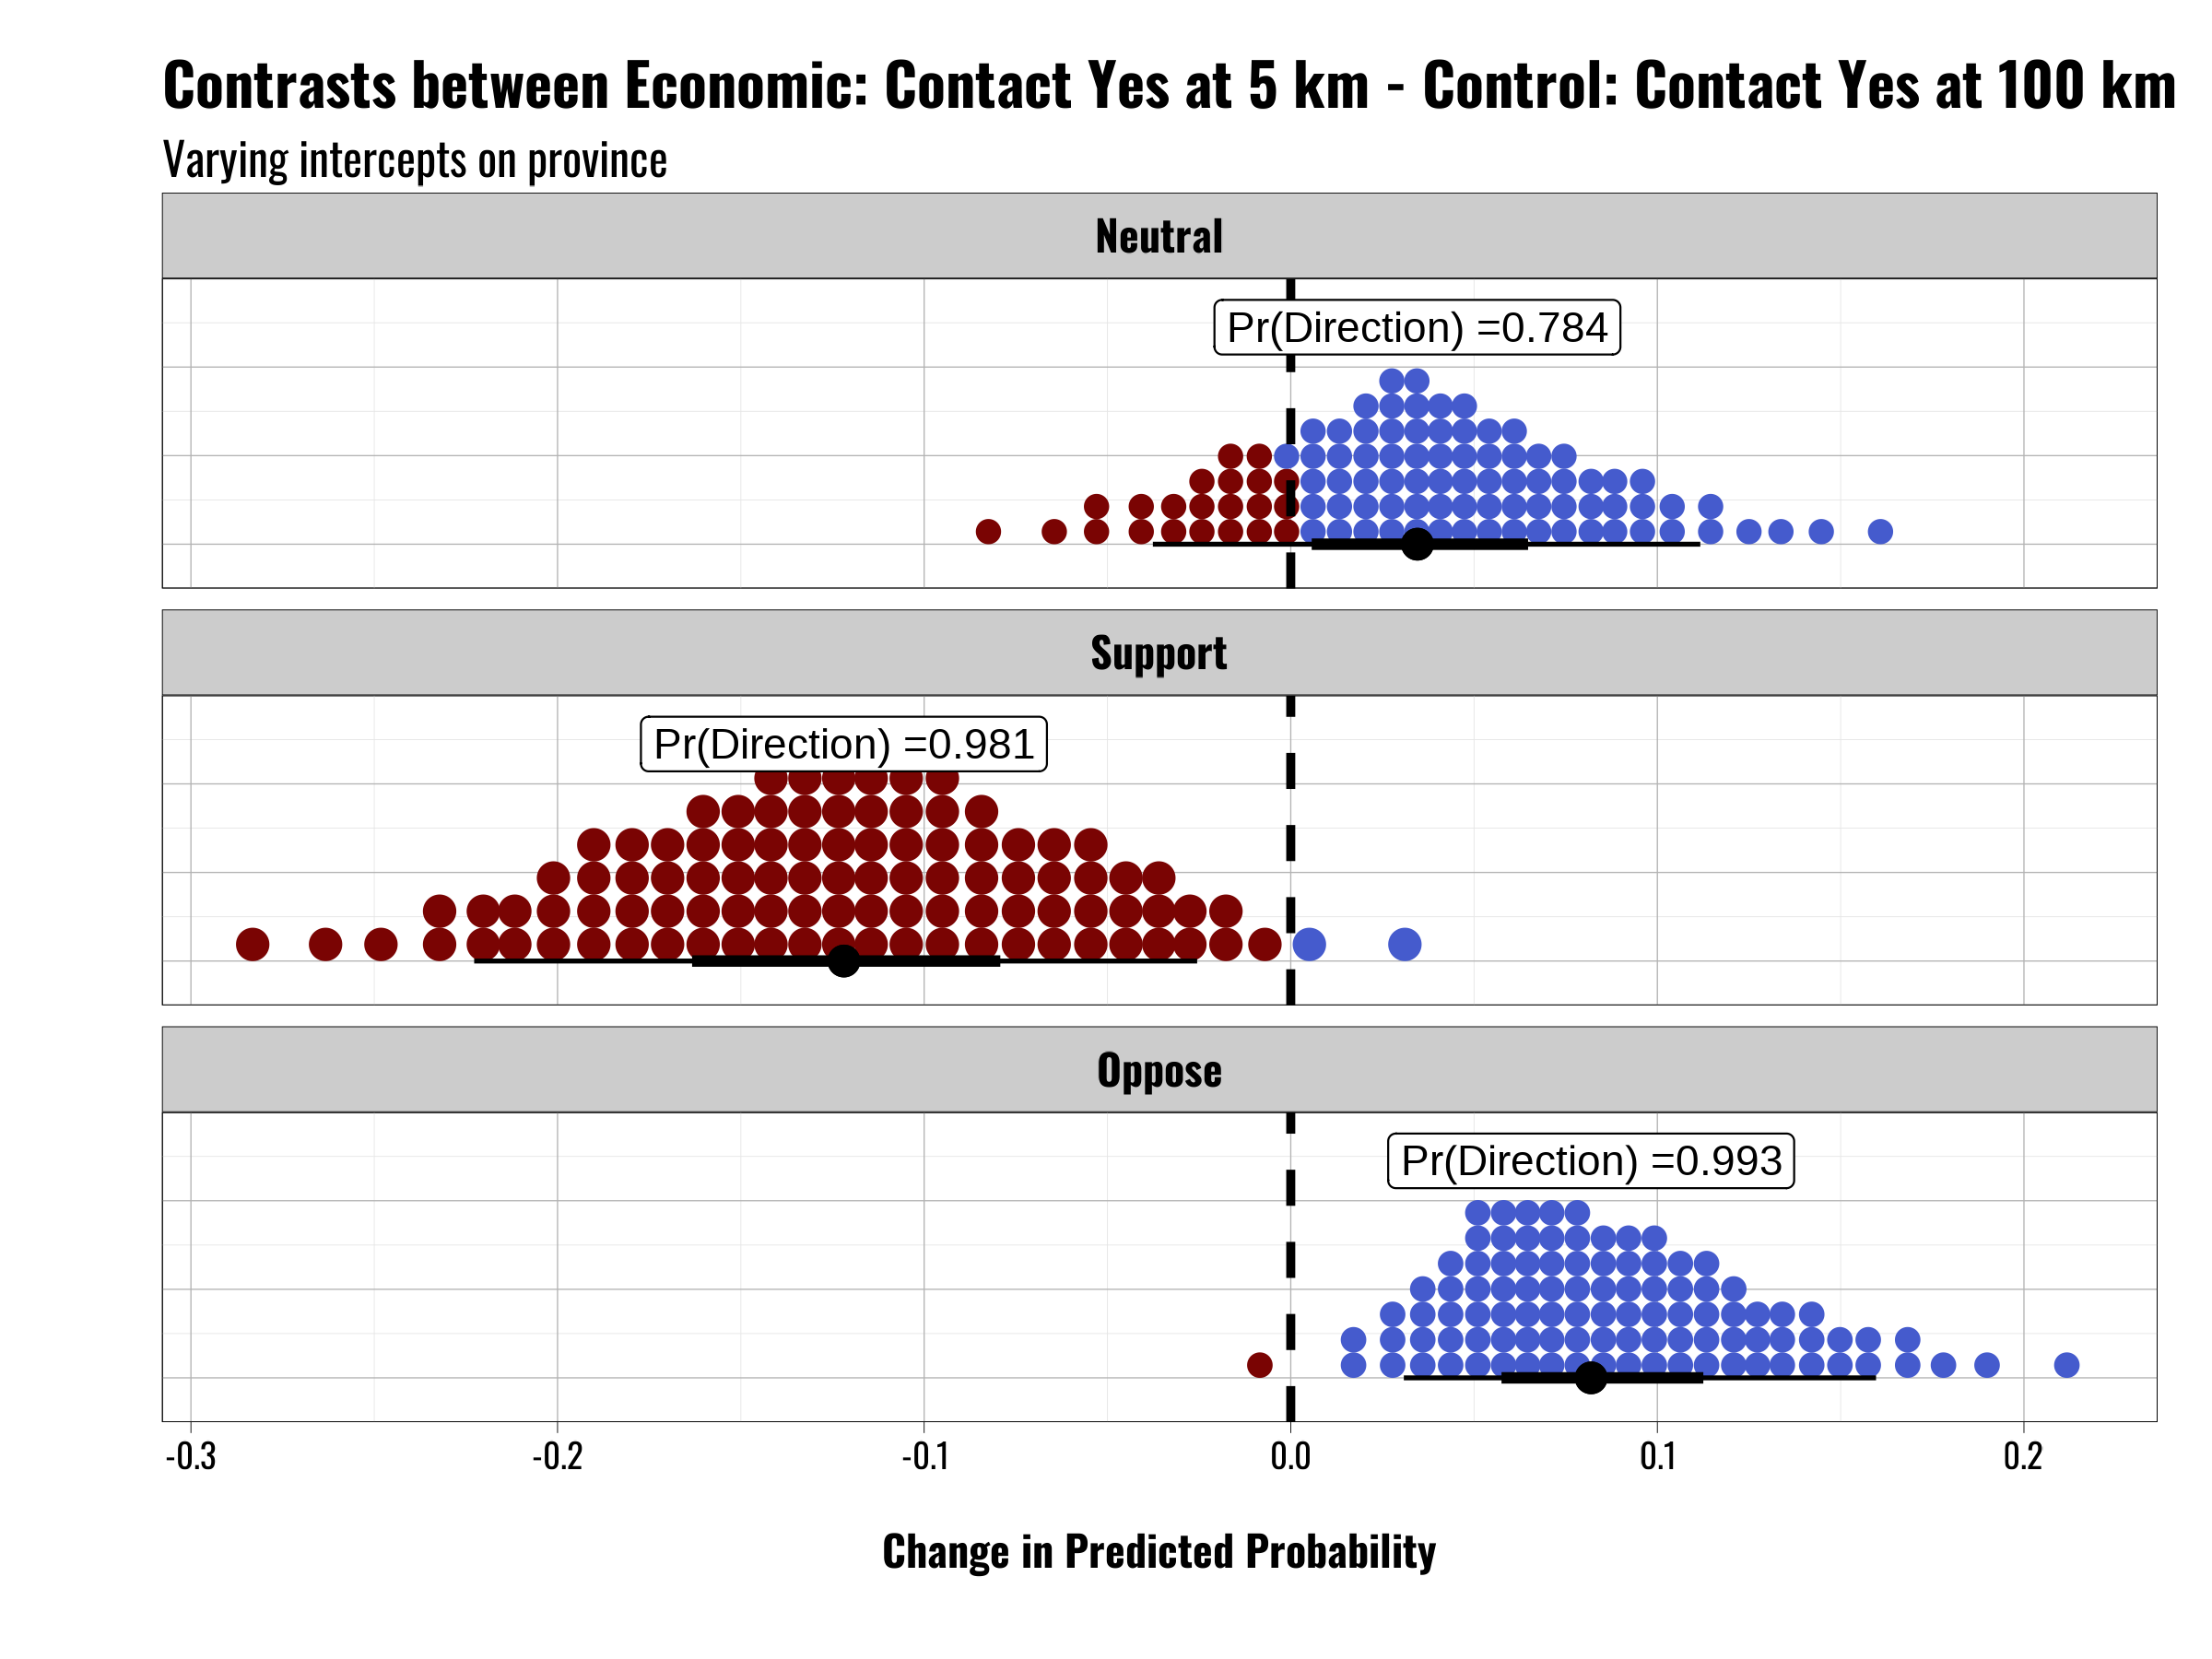 Contrasts between Economic: Contact Yes at 5 km - Control: Contact Yes at 100 km
Varying intercepts on province
Neutral
Pr(Direction) =0.784
Support
Pr(Direction) =0.981
Oppose
Pr(Direction) =0.993
-0.3 -0.2 -0.1 0.0 0.1 0.2
Change in Predicted Probability